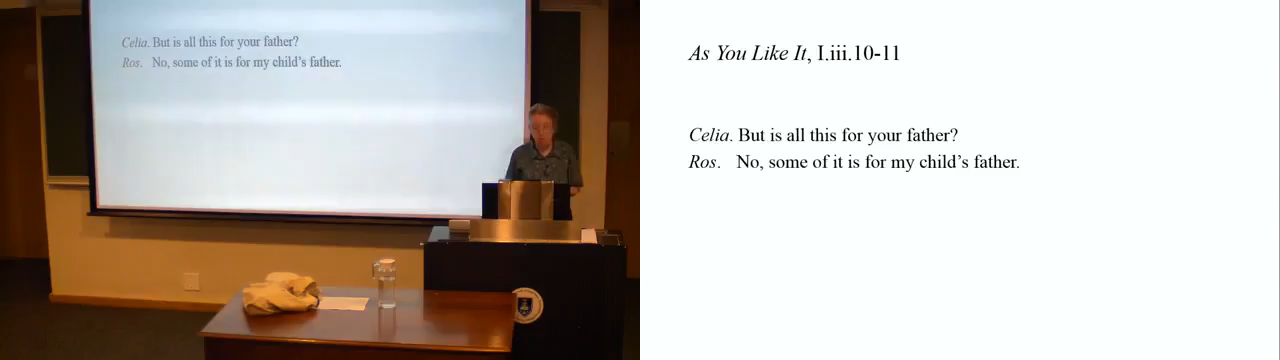 Celia. But is all this for your father?
Ros. No, some of it is for my child's father.
As You Like It, I.iii.10-11
Celia. But is all this for your father?
Ros. No, some of it is for my child's father.